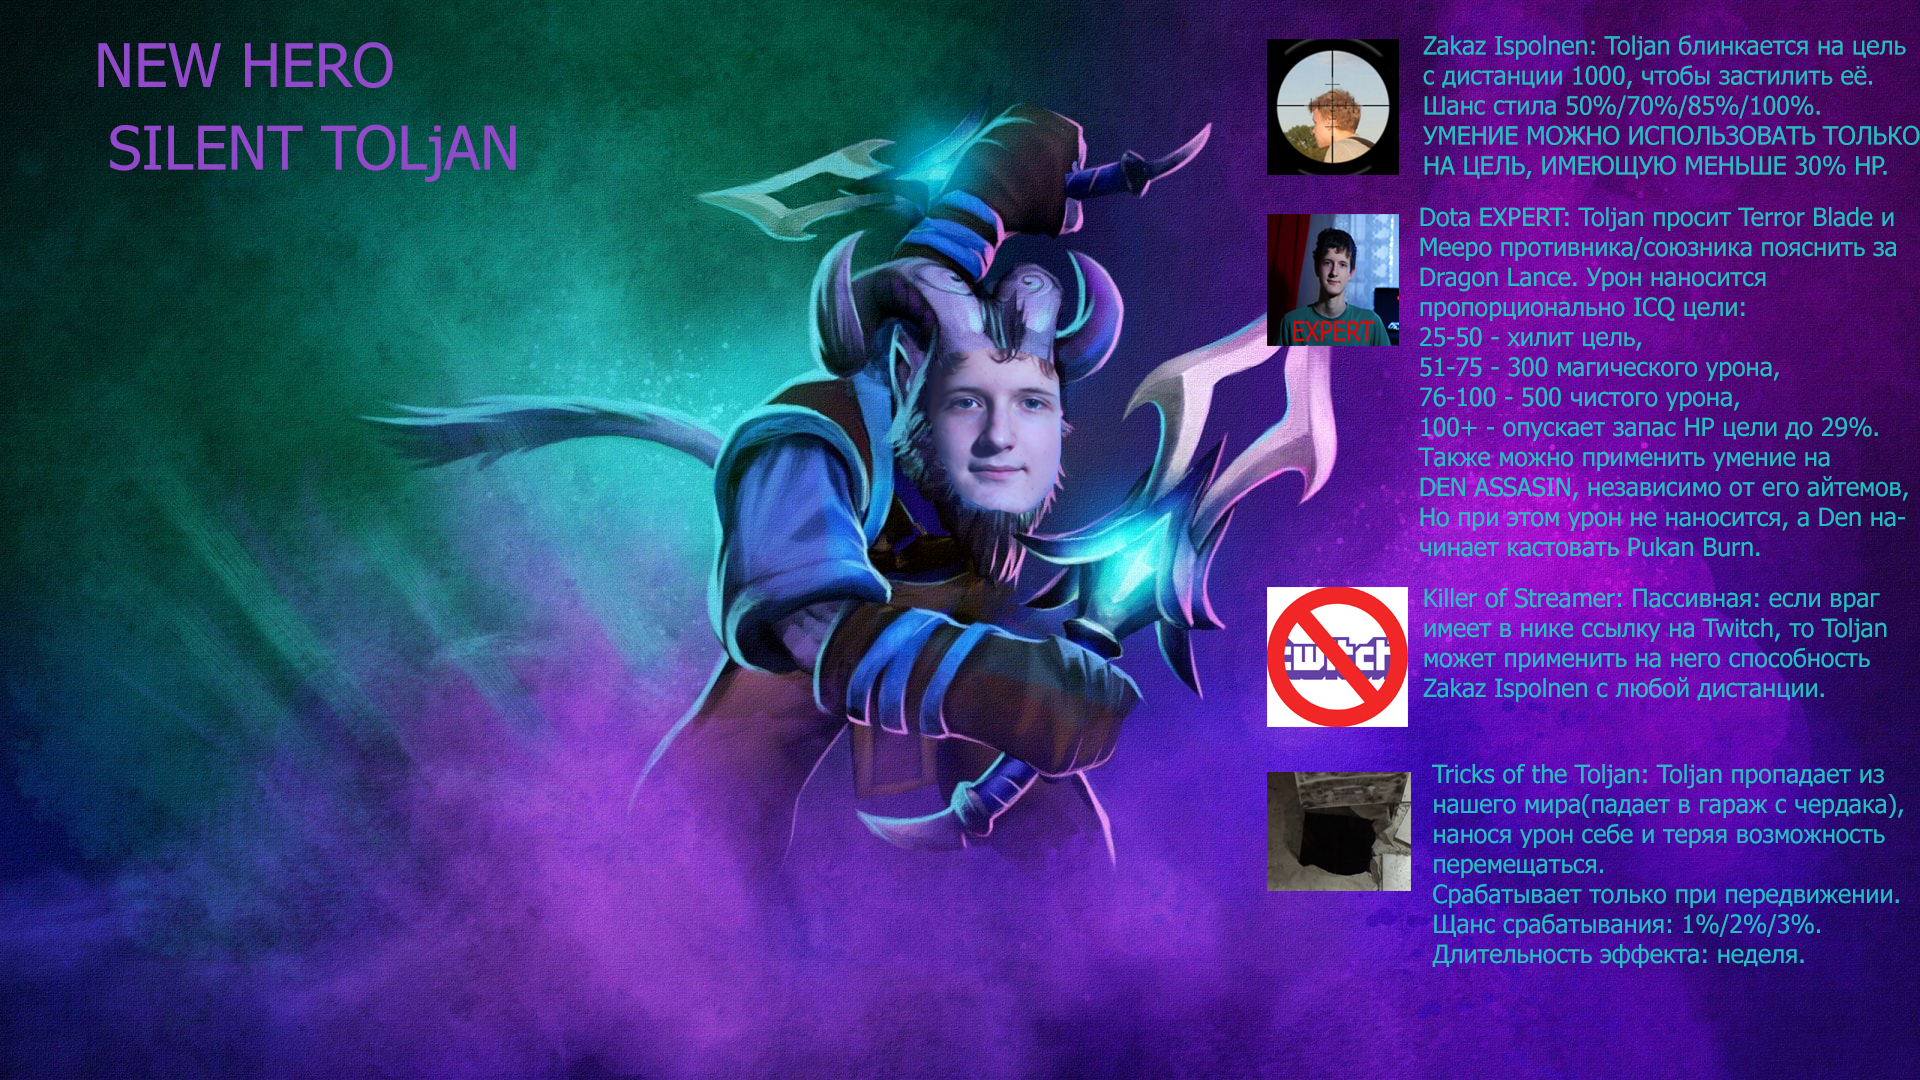 NEW HERO
SILENT TOLjAN
Zakaz Ispolnen: Toljan блинкается на цель
с дистанции 1000, чтобы застилить её.
Шанс стила 50%/70%/85%/100%.
УМЕНИЕ МОЖНО ИСПОЛЬЗОВАТЬ ТОЛЬКО
НА ЦЕЛЬ, ИМЕЮЩУЮ МЕНЬШЕ 30% HP.
Dota EXPERT: Toljan просит Terror Blade и
Meepo противника/союзника пояснить за
Dragon Lance. Урон наносится
пропорционально ICQ цели:
25-50 - хилит цель,
51-75 - 300 магического урона,
76-100 - 500 чистого урона,
100+ - опускает запас HP цели до 29%.
Также можно применить умение на
DEN ASSASIN, независимо от его айтемов,
Но при этом урон не наносится, а Den на-
чинает кастовать Pukan Burn.
EXPERT
Killer of Streamer: Пассивная: если враг
имеет в нике ссылку на Twitch, то Toljan
может применить на него способность
Zakaz Ispolnen с любой дистанции.
twitch
Tricks of the Toljan: Toljan пропадает из
нашего мира(падает в гараж с чердака),
нанося урон себе и теряя возможность
перемещаться.
Срабатывает только при передвижении.
Щанс срабатывания: 1%/2%/3%.
Длительность эффекта: неделя.